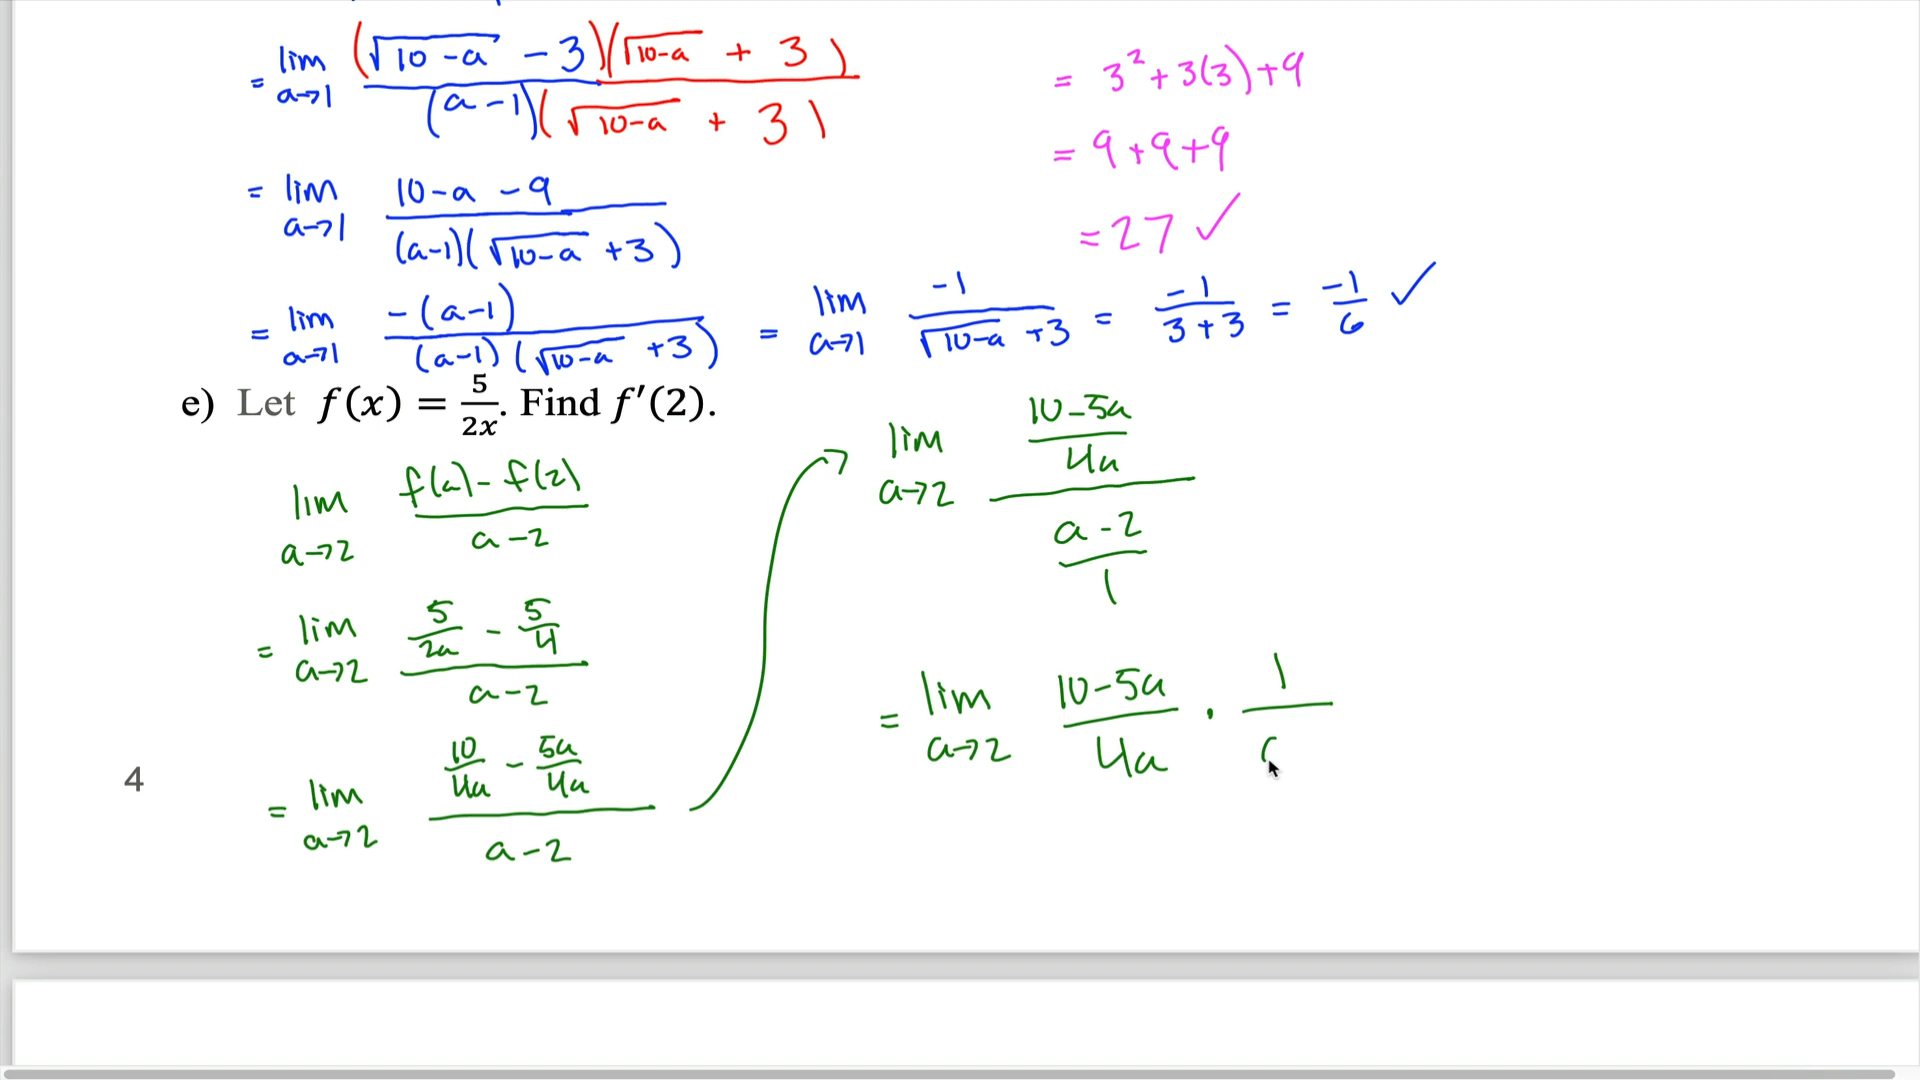 = lim a→1 (√10-a - 3)(√10-a + 3) / (a-1)(√10-a + 3)
= lim a→1 10-a-9 / (a-1)(√10-a +3)
= lim a→1 -(a-1) / (a-1)(√10-a +3) = lim a→1 -1 / √10-a +3 = -1 / 3+3 = -1/6 ✓
= 3² + 3(3) + 9
= 9 + 9 + 9
= 27 ✓
e) Let f(x) = 5/2x. Find f′(2).
lim a→2 f(a) - f(2) / a-2
= lim a→2 5/2a - 5/4 / a-2
= lim a→2 10/4a - 5a/4a / a-2
lim a→2 10-5a / 4a / a-2 / 1
= lim a→2 10-5a / 4a · 1 /
4